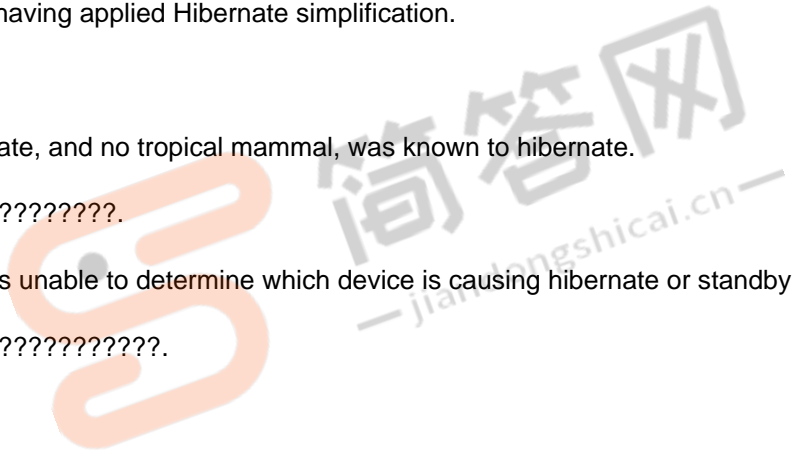 having applied Hibernate simplification.
ate, and no tropical mammal, was known to hibernate.
????????.
s unable to determine which device is causing hibernate or standby
???????????.
简答网
jiandongshicai.cn